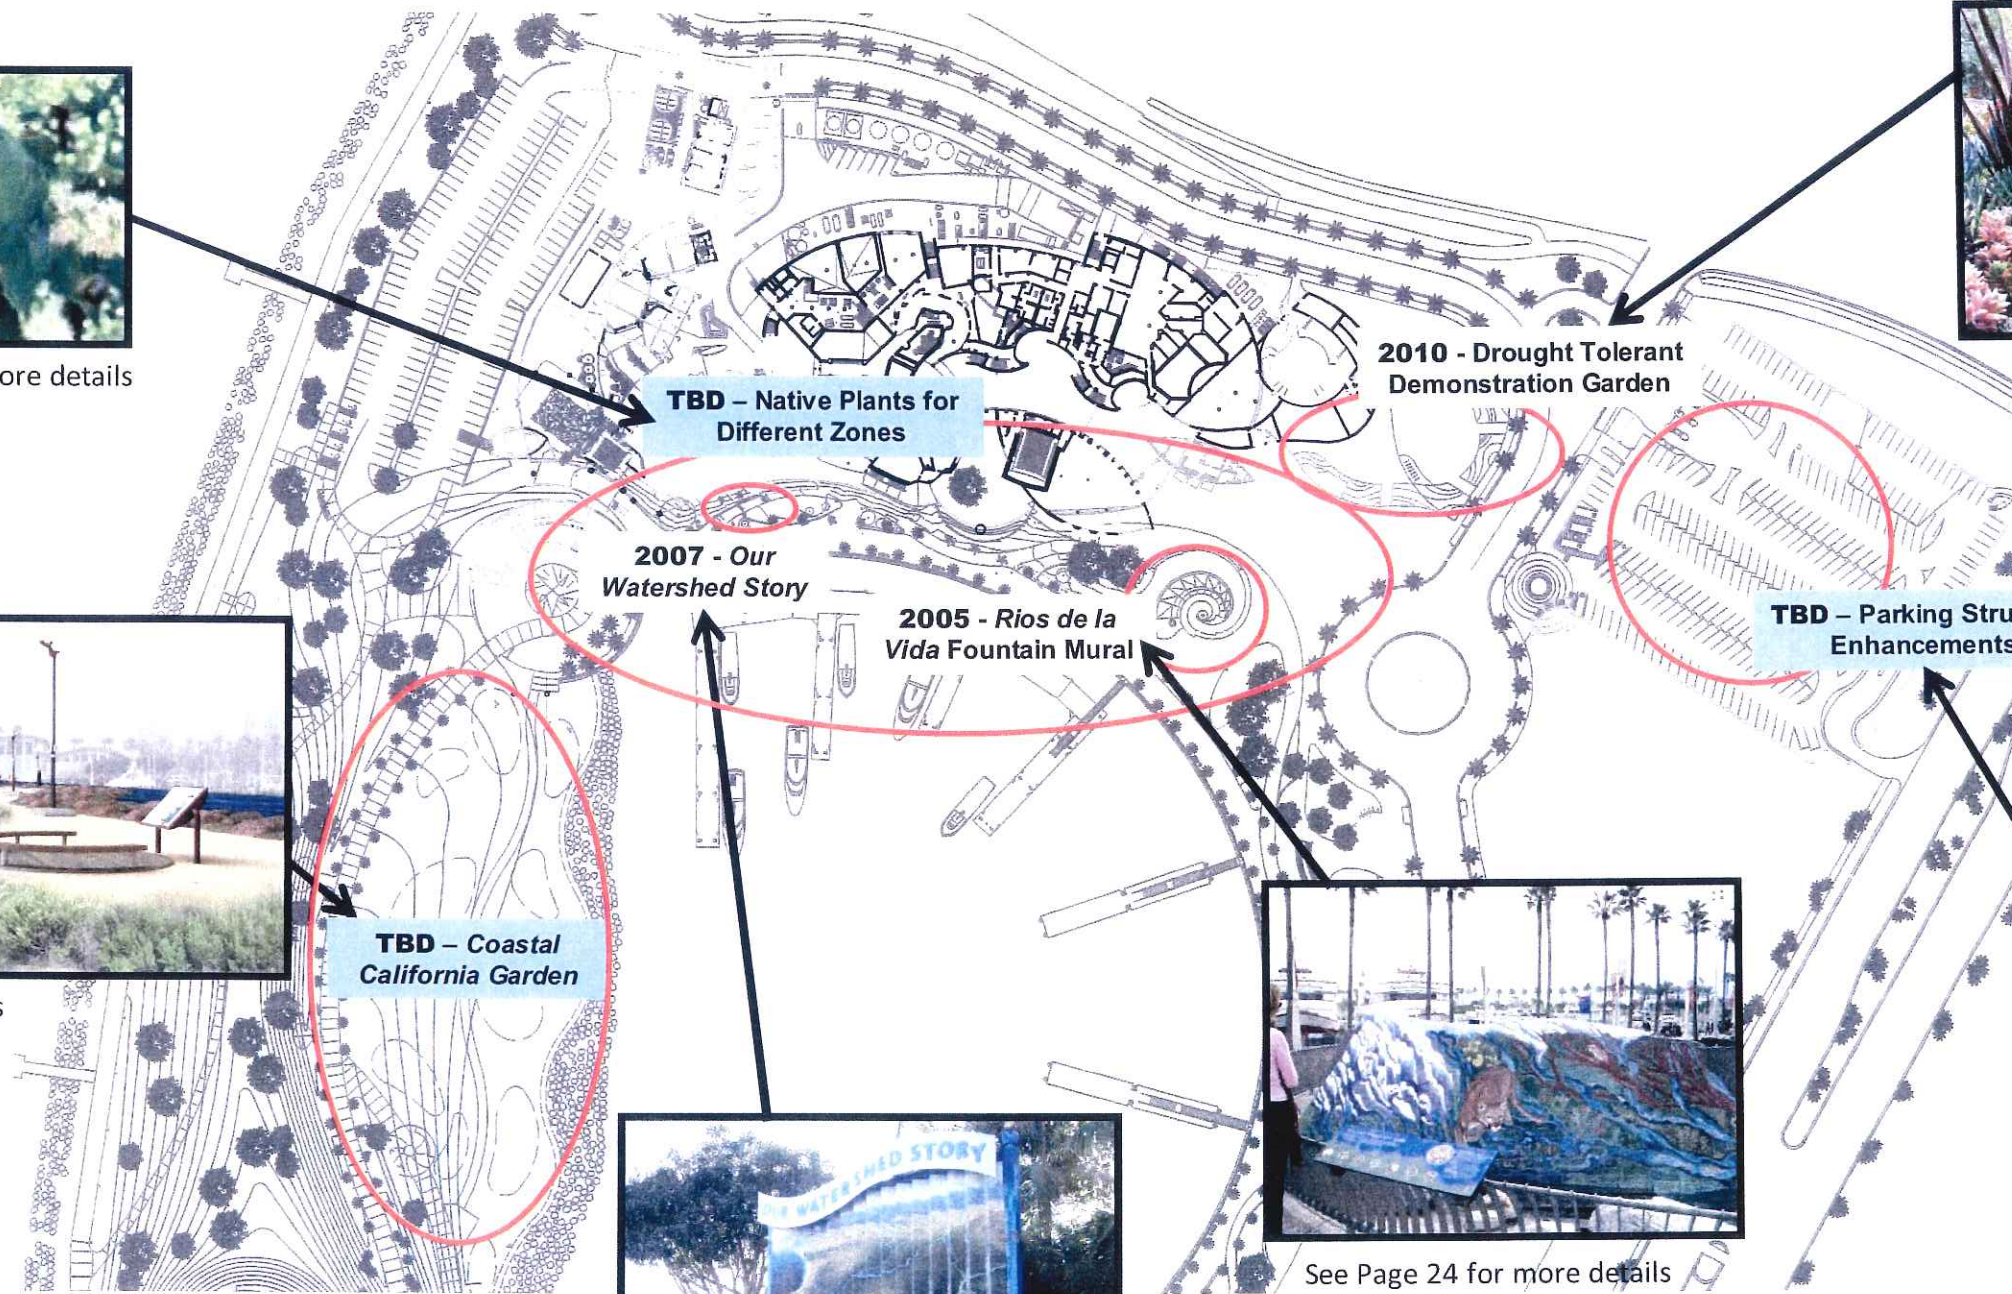 ore details
2010 - Drought Tolerant
Demonstration Garden
TBD – Native Plants for
Different Zones
2007 - Our
Watershed Story
2005 - Rios de la
Vida Fountain Mural
TBD – Parking Stru
Enhancements
TBD – Coastal
California Garden
s
OUR WATERSHED STORY
See Page 24 for more details